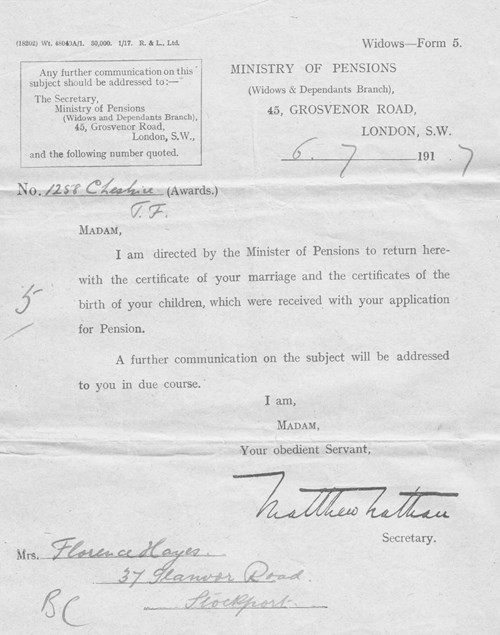 (18202) Wt. 4604)A/1. 30,000. 1/17. R. & L., Ltd.
Widows—Form 5.
Any further communication on this
subject should be addressed to:—
The Secretary,
Ministry of Pensions
(Widows and Dependants Branch),
45, Grosvenor Road,
London, S.W.,
and the following number quoted.
MINISTRY OF PENSIONS
(Widows & Dependants Branch),
45, GROSVENOR ROAD,
LONDON, S.W.
6. 7 1917
No. 1258 Cheshire (Awards.)
T.F.
MADAM,
I am directed by the Minister of Pensions to return here-
with the certificate of your marriage and the certificates of the
birth of your children, which were received with your application
for Pension.
5
A further communication on the subject will be addressed
to you in due course.
I am,
MADAM,
Your obedient Servant,
Matthew Nathan
Secretary.
Mrs. Florence Hayes
37 Glanvor Road
Stockport
BC